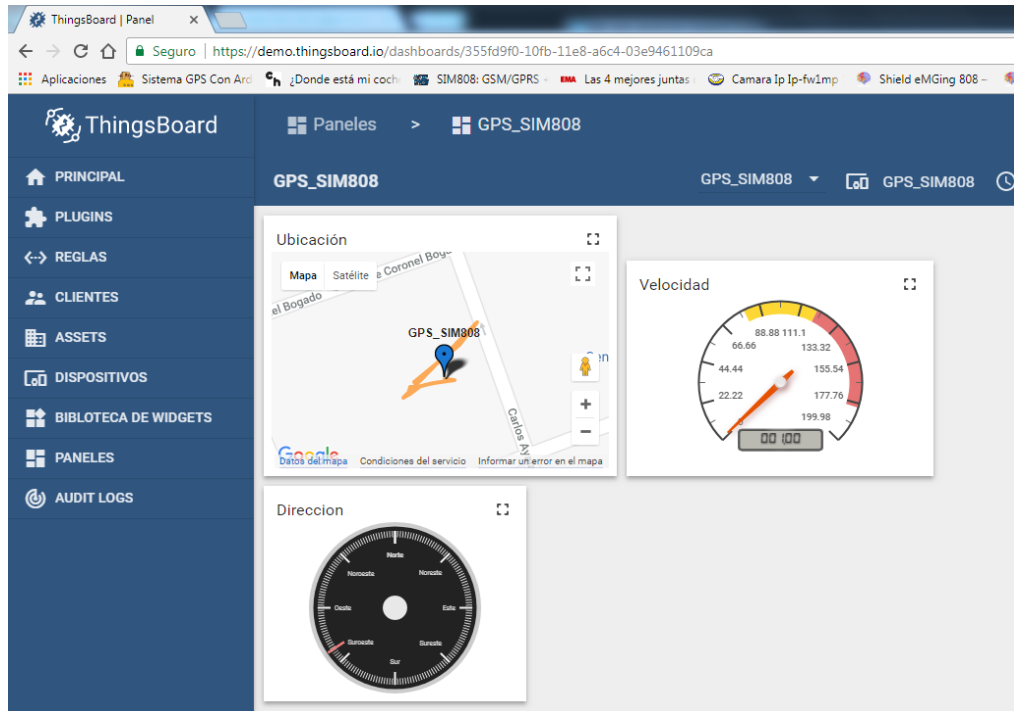 ThingsBoard | Panel
Seguro | https://demo.thingsboard.io/dashboards/355fd9f0-10fb-11e8-a6c4-03e9461109ca
Aplicaciones Sistema GPS Con Ard ¿Donde está mi coch SIM808: GSM/GPRS EMA Las 4 mejores juntas Camara Ip Ip-fw1mp Shield eMGing 808 –
ThingsBoard
Paneles > GPS_SIM808
PRINCIPAL
GPS_SIM808
GPS_SIM808
GPS_SIM808
PLUGINS
REGLAS
CLIENTES
ASSETS
DISPOSITIVOS
BIBLOTECA DE WIDGETS
PANELES
AUDIT LOGS
Ubicación
Mapa Satélite
e Coronel Bog
el Bogado
GPS_SIM808
en
Carlos Ay
+
−
Google
Datos del mapa Condiciones del servicio Informar un error en el mapa
Velocidad
88.88 111.1
66.66 133.32
44.44 155.54
22.22 177.76
199.98
001,00
Direccion
Norte
Noroeste Noreste
Oeste Este
Suroeste Sureste
Sur